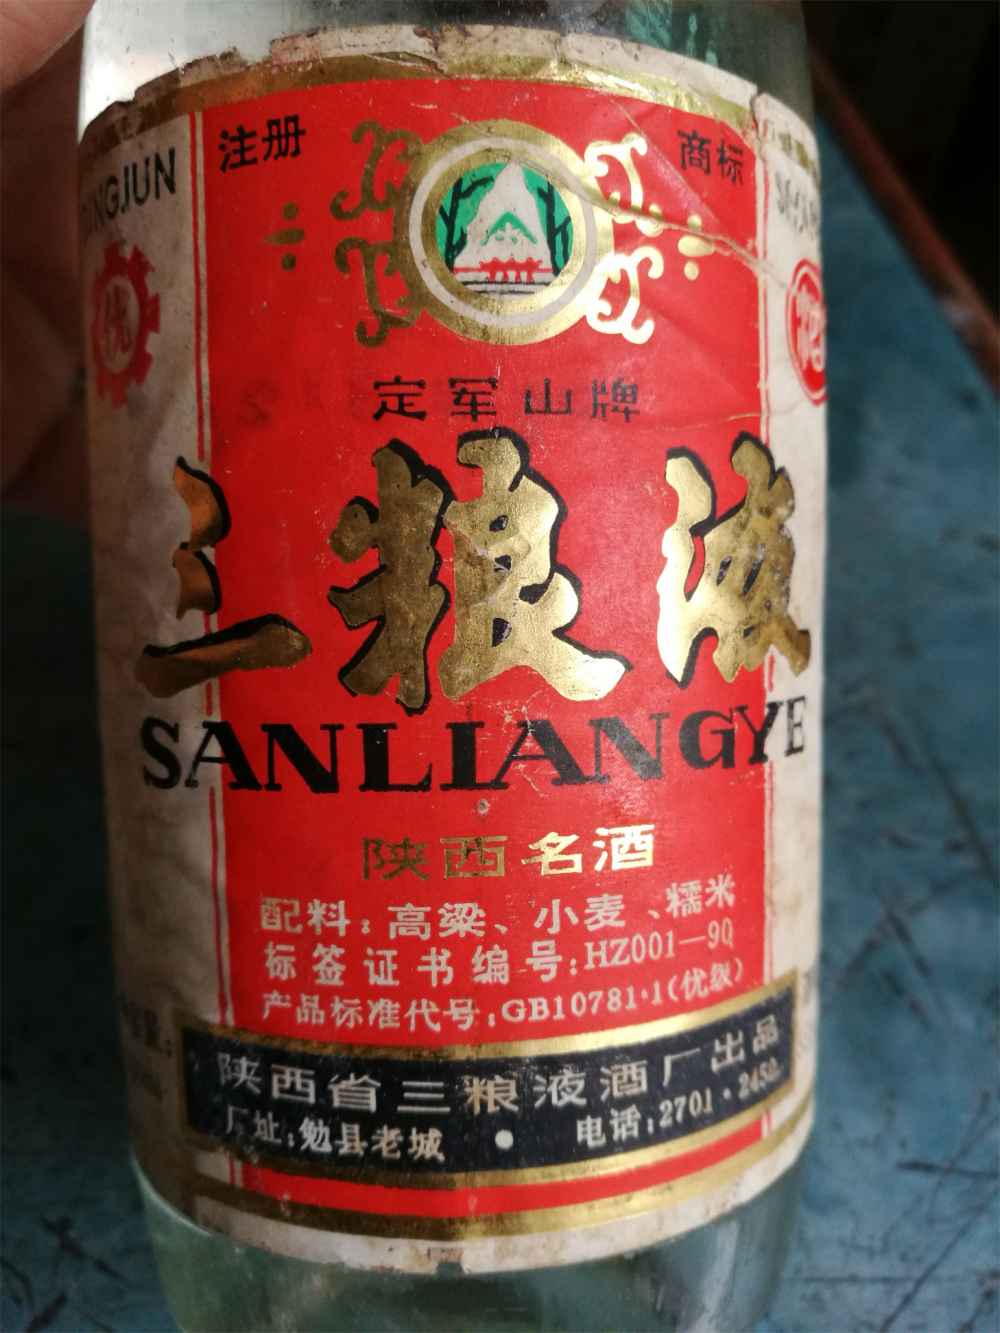 注册 商标
NGJUN
优
定军山牌
三粮液
SANLIANGYE
陕西名酒
配料：高粱、小麦、糯米
标签证书编号：HZ001—90
产品标准代号：GB10781·1(优级)
陕西省三粮液酒厂出品
厂址：勉县老城 • 电话：2701·2450